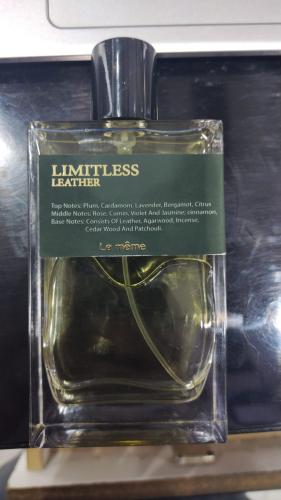 LIMITLESS
LEATHER
Top Notes: Plum, Cardamom, Lavender, Bergamot, Citrus
Middle Notes: Rose, Cumin, Violet And Jasmine; cinnamon,
Base Notes: Consists Of Leather, Agarwood, Incense,
Cedar Wood And Patchouli.
Le même